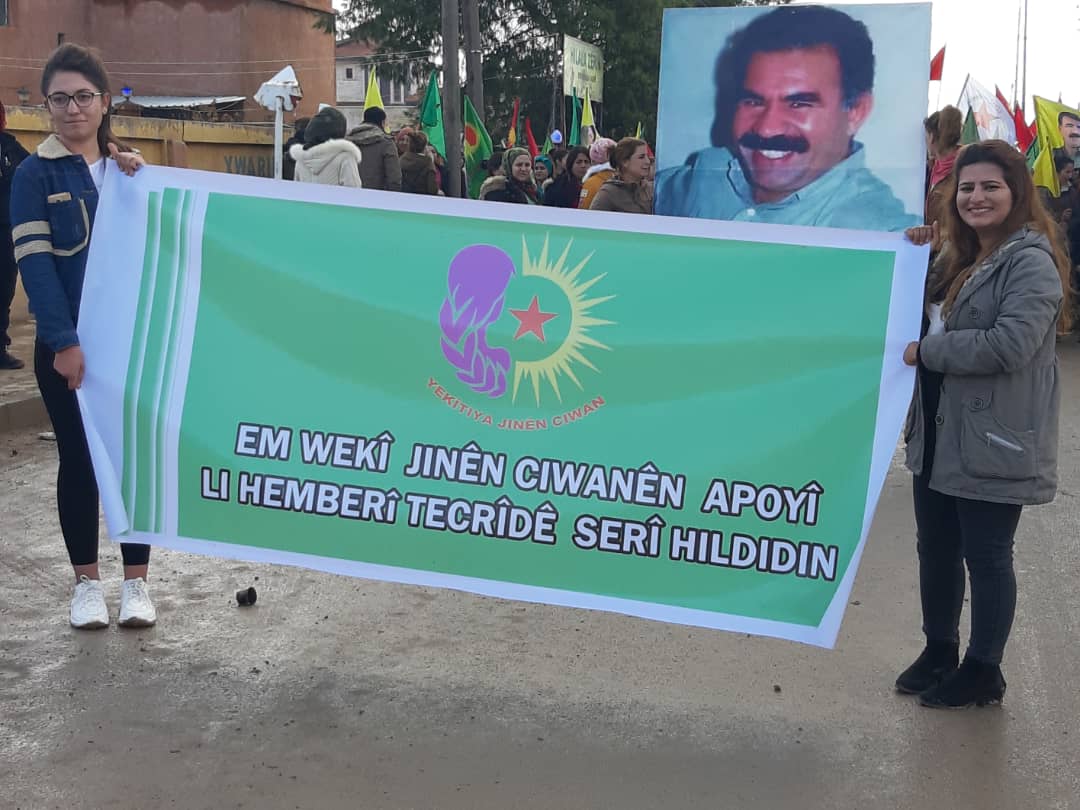 YEKÎTIYA JINÊN CIWAN
EM WEKÎ JINÊN CIWANÊN APOYÎ
LI HEMBERÎ TECRÎDÊ SERÎ HILDIDIN